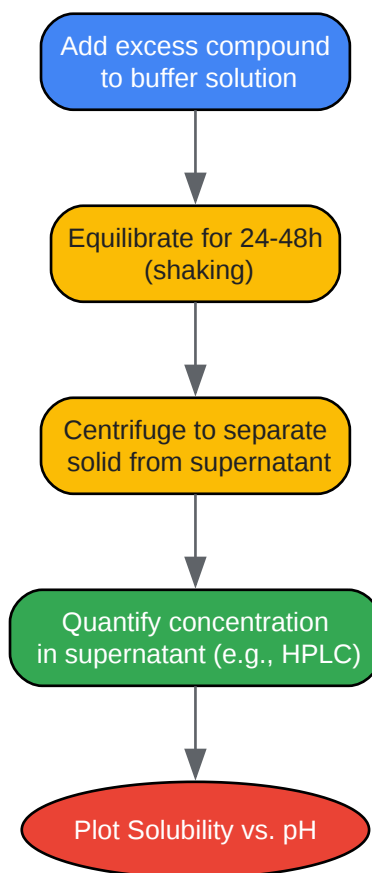 Add excess compound
to buffer solution
Equilibrate for 24-48h
(shaking)
Centrifuge to separate
solid from supernatant
Quantify concentration
in supernatant (e.g., HPLC)
Plot Solubility vs. pH